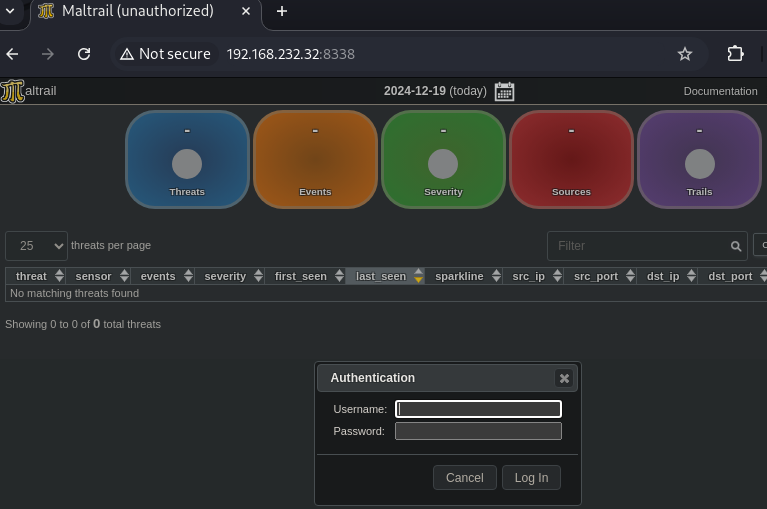 Maltrail (unauthorized)
Not secure 192.168.232.32:8338
altrail 2024-12-19 (today) Documentation
- - - - -
Threats Events Severity Sources Trails
25 threats per page Filter
threat sensor events severity first_seen last_seen sparkline src_ip src_port dst_ip dst_port
No matching threats found
Showing 0 to 0 of 0 total threats
Authentication
Username:
Password:
Cancel Log In